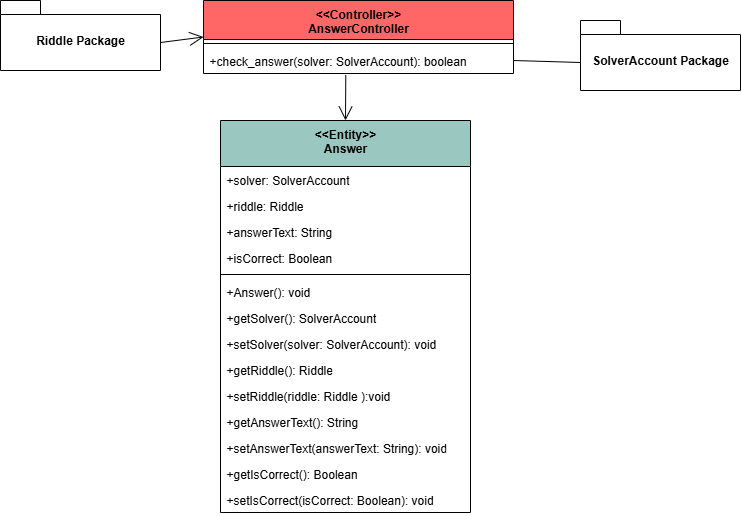 Riddle Package
<<Controller>>
AnswerController
+check_answer(solver: SolverAccount): boolean
SolverAccount Package
<<Entity>>
Answer
+solver: SolverAccount
+riddle: Riddle
+answerText: String
+isCorrect: Boolean
+Answer(): void
+getSolver(): SolverAccount
+setSolver(solver: SolverAccount): void
+getRiddle(): Riddle
+setRiddle(riddle: Riddle ):void
+getAnswerText(): String
+setAnswerText(answerText: String): void
+getIsCorrect(): Boolean
+setIsCorrect(isCorrect: Boolean): void